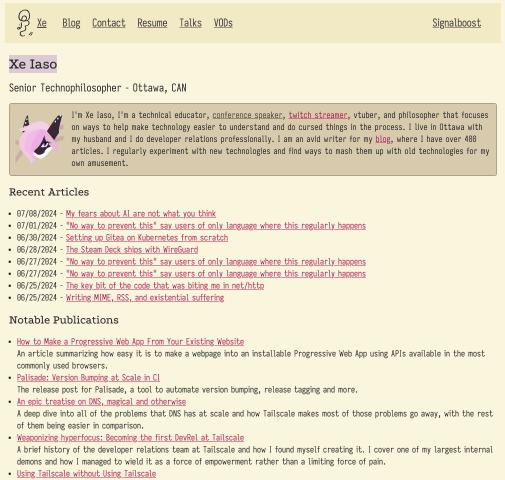 Xe Blog Contact Resume Talks VODs Signalboost
Xe Iaso
Senior Technophilosopher - Ottawa, CAN
I'm Xe Iaso, I'm a technical educator, conference speaker, twitch streamer, vtuber, and philosopher that focuses
on ways to help make technology easier to understand and do cursed things in the process. I live in Ottawa with
my husband and I do developer relations professionally. I am an avid writer for my blog, where I have over 400
articles. I regularly experiment with new technologies and find ways to mash them up with old technologies for my
own amusement.
Recent Articles
• 07/08/2024 - My fears about AI are not what you think
• 07/01/2024 - "No way to prevent this" say users of only language where this regularly happens
• 06/30/2024 - Setting up Gitea on Kubernetes from scratch
• 06/28/2024 - The Steam Deck ships with WireGuard
• 06/27/2024 - "No way to prevent this" say users of only language where this regularly happens
• 06/27/2024 - "No way to prevent this" say users of only language where this regularly happens
• 06/25/2024 - The key bit of the code that was biting me in net/http
• 06/25/2024 - Writing MIME, RSS, and existential suffering
Notable Publications
• How to Make a Progressive Web App From Your Existing Website
An article summarizing how easy it is to make a webpage into an installable Progressive Web App using APIs available in the most
commonly used browsers.
• Palisade: Version Bumping at Scale in CI
The release post for Palisade, a tool to automate version bumping, release tagging and more.
• An epic treatise on DNS, magical and otherwise
A deep dive into all of the problems that DNS has at scale and how Tailscale makes most of those problems go away, with the rest
of them being easier in comparison.
• Weaponizing hyperfocus: Becoming the first DevRel at Tailscale
A brief history of the developer relations team at Tailscale and how I found myself creating it. I cover one of my largest internal
demons and how I managed to wield it as a force of empowerment rather than a limiting force of pain.
• Using Tailscale without Using Tailscale